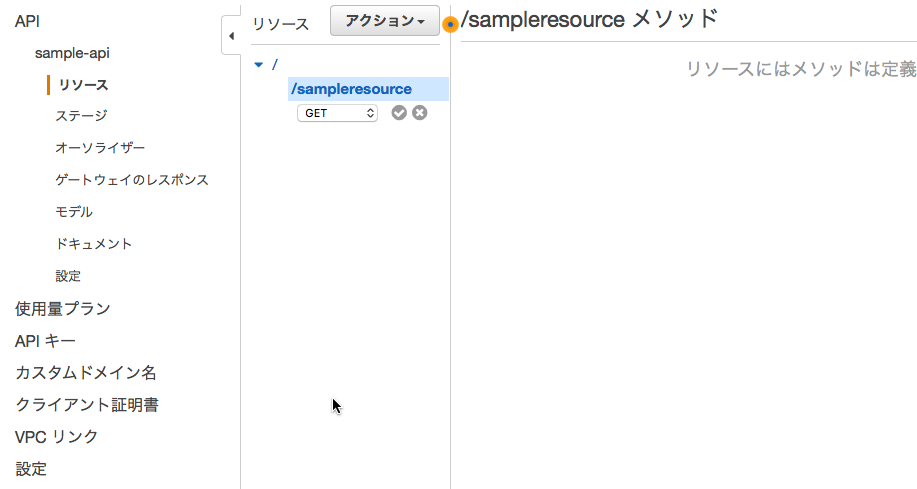 API
sample-api
リソース
ステージ
オーソライザー
ゲートウェイのレスポンス
モデル
ドキュメント
設定
使用量プラン
API キー
カスタムドメイン名
クライアント証明書
VPC リンク
設定
リソース
アクション
/
/sampleresource
GET
/sampleresource メソッド
リソースにはメソッドは定義